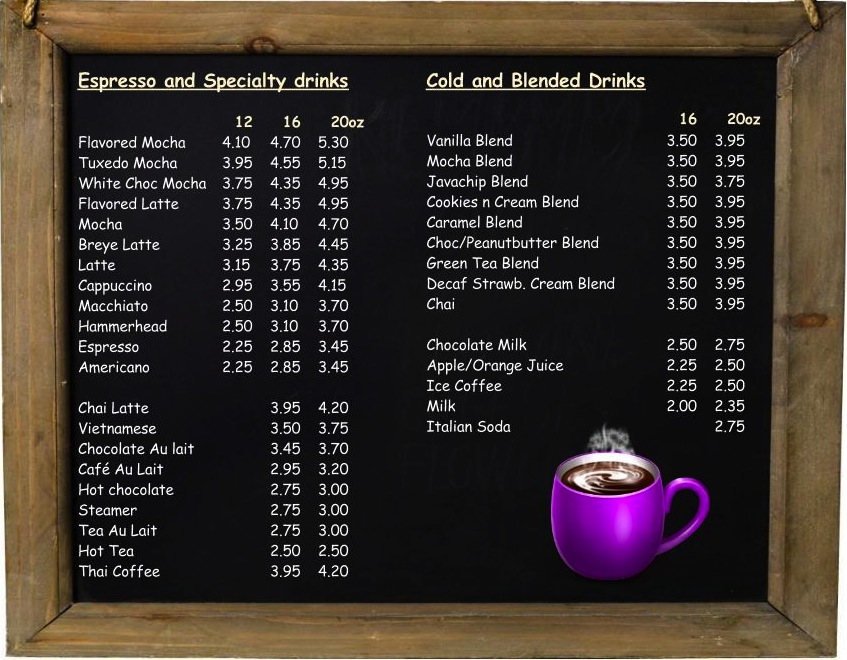 Espresso and Specialty drinks
12 16 20oz
Flavored Mocha 4.10 4.70 5.30
Tuxedo Mocha 3.95 4.55 5.15
White Choc Mocha 3.75 4.35 4.95
Flavored Latte 3.75 4.35 4.95
Mocha 3.50 4.10 4.70
Breye Latte 3.25 3.85 4.45
Latte 3.15 3.75 4.35
Cappuccino 2.95 3.55 4.15
Macchiato 2.50 3.10 3.70
Hammerhead 2.50 3.10 3.70
Espresso 2.25 2.85 3.45
Americano 2.25 2.85 3.45
Chai Latte 3.95 4.20
Vietnamese 3.50 3.75
Chocolate Au lait 3.45 3.70
Café Au Lait 2.95 3.20
Hot chocolate 2.75 3.00
Steamer 2.75 3.00
Tea Au Lait 2.75 3.00
Hot Tea 2.50 2.50
Thai Coffee 3.95 4.20
Cold and Blended Drinks
16 20oz
Vanilla Blend 3.50 3.95
Mocha Blend 3.50 3.95
Javachip Blend 3.50 3.75
Cookies n Cream Blend 3.50 3.95
Caramel Blend 3.50 3.95
Choc/Peanutbutter Blend 3.50 3.95
Green Tea Blend 3.50 3.95
Decaf Strawb. Cream Blend 3.50 3.95
Chai 3.50 3.95
Chocolate Milk 2.50 2.75
Apple/Orange Juice 2.25 2.50
Ice Coffee 2.25 2.50
Milk 2.00 2.35
Italian Soda 2.75